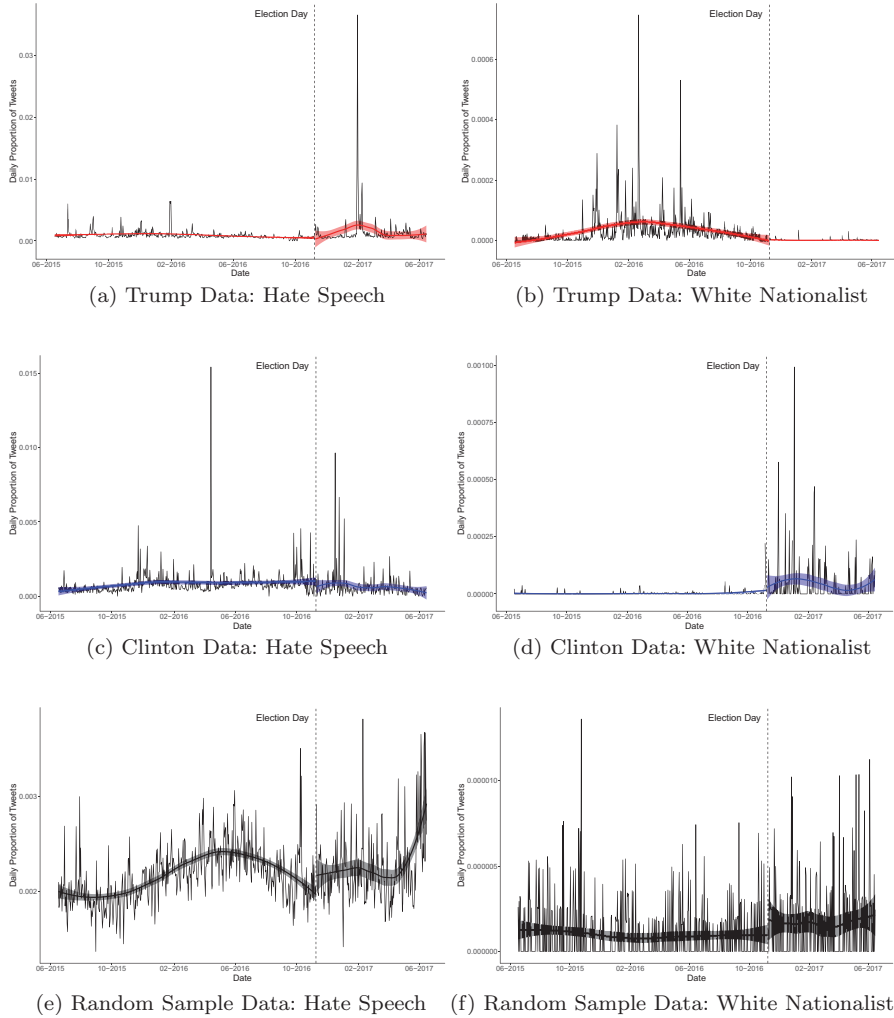 Election Day
Daily Proportion of Tweets
0.03
0.02
0.01
0.00
06−2015 10−2015 02−2016 06−2016 10−2016 02−2017 06−2017
Date
(a) Trump Data: Hate Speech
Election Day
Daily Proportion of Tweets
0.0006
0.0004
0.0002
0.0000
06−2015 10−2015 02−2016 06−2016 10−2016 02−2017 06−2017
Date
(b) Trump Data: White Nationalist
Election Day
Daily Proportion of Tweets
0.015
0.010
0.005
0.000
06−2015 10−2015 02−2016 06−2016 10−2016 02−2017 06−2017
Date
(c) Clinton Data: Hate Speech
Election Day
Daily Proportion of Tweets
0.00100
0.00075
0.00050
0.00025
0.00000
06−2015 10−2015 02−2016 06−2016 10−2016 02−2017 06−2017
Date
(d) Clinton Data: White Nationalist
Election Day
Daily Proportion of Tweets
0.003
0.002
06−2015 10−2015 02−2016 06−2016 10−2016 02−2017 06−2017
Date
(e) Random Sample Data: Hate Speech
Election Day
Daily Proportion of Tweets
0.000010
0.000005
0.000000
06−2015 10−2015 02−2016 06−2016 10−2016 02−2017 06−2017
Date
(f) Random Sample Data: White Nationalist